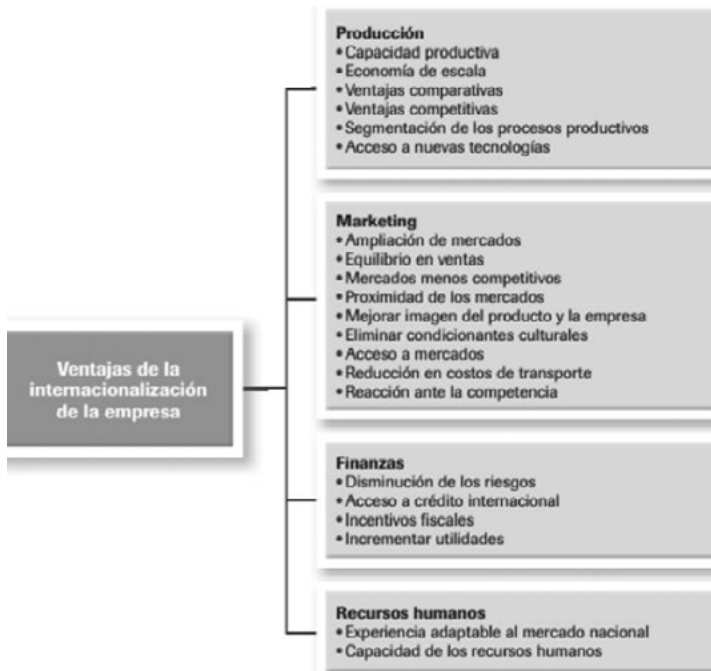 Ventajas de la
internacionalización
de la empresa
Producción
• Capacidad productiva
• Economía de escala
• Ventajas comparativas
• Ventajas competitivas
• Segmentación de los procesos productivos
• Acceso a nuevas tecnologías
Marketing
• Ampliación de mercados
• Equilibrio en ventas
• Mercados menos competitivos
• Proximidad de los mercados
• Mejorar imagen del producto y la empresa
• Eliminar condicionantes culturales
• Acceso a mercados
• Reducción en costos de transporte
• Reacción ante la competencia
Finanzas
• Disminución de los riesgos
• Acceso a crédito internacional
• Incentivos fiscales
• Incrementar utilidades
Recursos humanos
• Experiencia adaptable al mercado nacional
• Capacidad de los recursos humanos